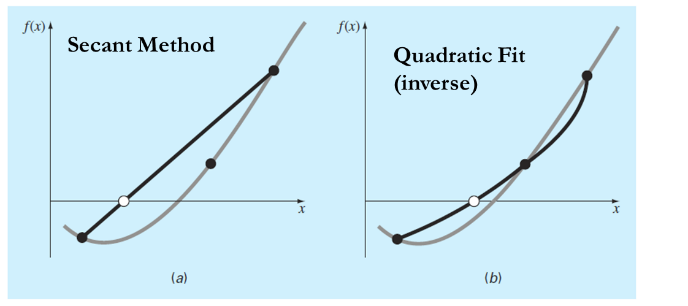 f(x)
Secant Method
x
(a)
f(x)
Quadratic Fit
(inverse)
x
(b)